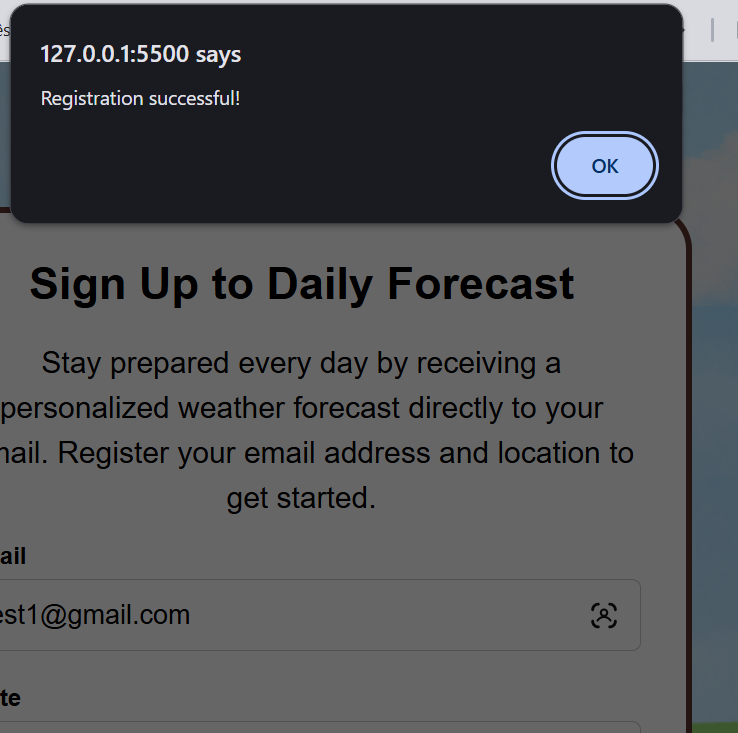 127.0.0.1:5500 says
Registration successful!
OK
Sign Up to Daily Forecast
Stay prepared every day by receiving a
personalized weather forecast directly to your
mail. Register your email address and location to
get started.
ail
est1@gmail.com
te